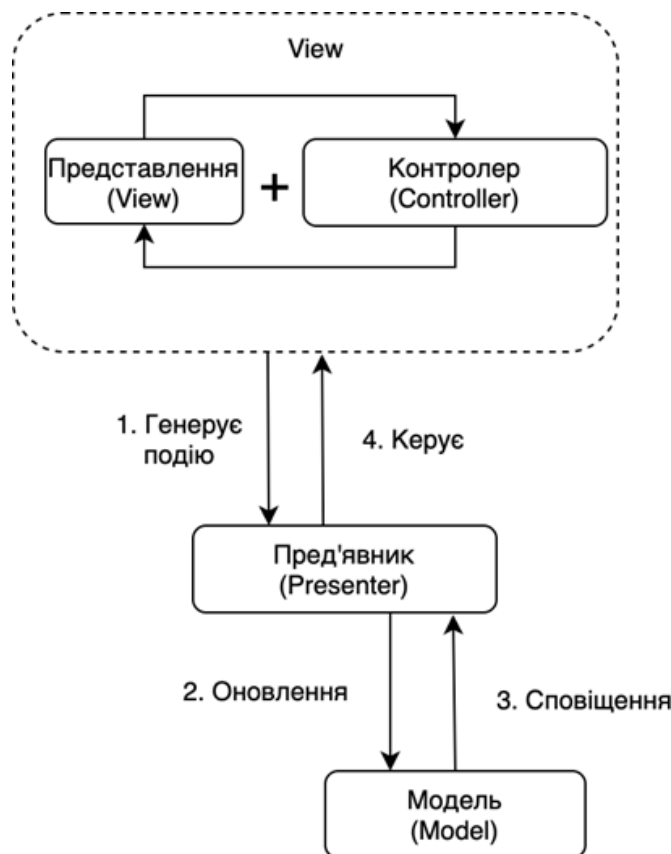 View
Представлення
(View)
+
Контролер
(Controller)
1. Генерує
подію
4. Керує
Пред'явник
(Presenter)
2. Оновлення
3. Сповіщення
Модель
(Model)